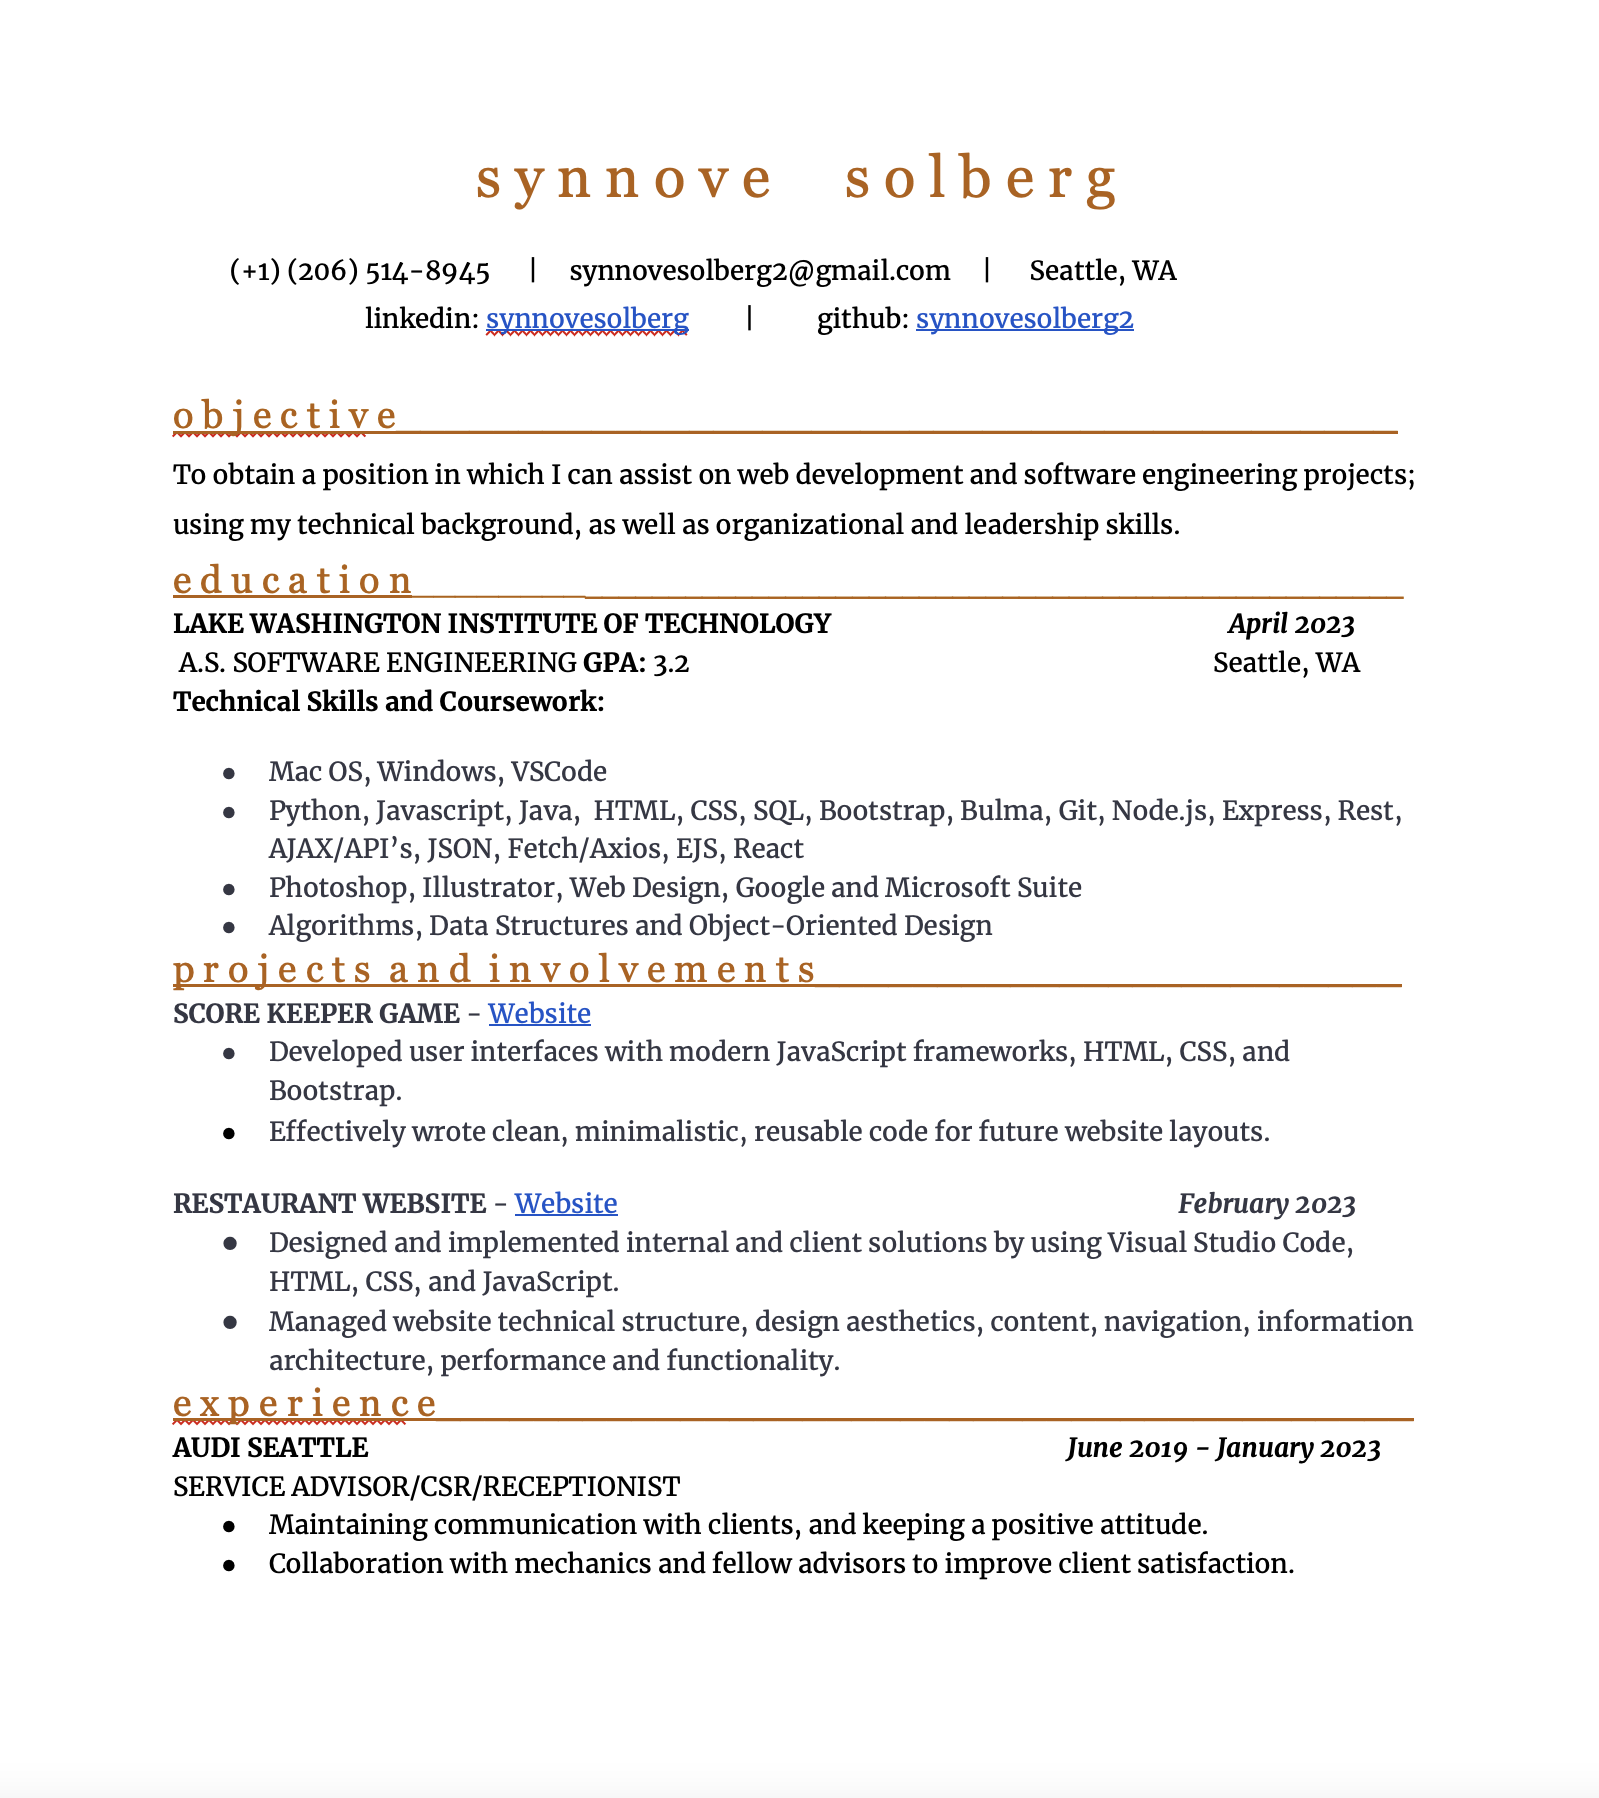 synnove solberg
(+1) (206) 514-8945 | synnovesolberg2@gmail.com | Seattle, WA
linkedin: synnovesolberg | github: synnovesolberg2
objective
To obtain a position in which I can assist on web development and software engineering projects;
using my technical background, as well as organizational and leadership skills.
education
LAKE WASHINGTON INSTITUTE OF TECHNOLOGY April 2023
A.S. SOFTWARE ENGINEERING GPA: 3.2 Seattle, WA
Technical Skills and Coursework:
● Mac OS, Windows, VSCode
● Python, Javascript, Java, HTML, CSS, SQL, Bootstrap, Bulma, Git, Node.js, Express, Rest,
AJAX/API’s, JSON, Fetch/Axios, EJS, React
● Photoshop, Illustrator, Web Design, Google and Microsoft Suite
● Algorithms, Data Structures and Object-Oriented Design
projects and involvements
SCORE KEEPER GAME - Website
● Developed user interfaces with modern JavaScript frameworks, HTML, CSS, and
Bootstrap.
● Effectively wrote clean, minimalistic, reusable code for future website layouts.
RESTAURANT WEBSITE - Website February 2023
● Designed and implemented internal and client solutions by using Visual Studio Code,
HTML, CSS, and JavaScript.
● Managed website technical structure, design aesthetics, content, navigation, information
architecture, performance and functionality.
experience
AUDI SEATTLE June 2019 - January 2023
SERVICE ADVISOR/CSR/RECEPTIONIST
● Maintaining communication with clients, and keeping a positive attitude.
● Collaboration with mechanics and fellow advisors to improve client satisfaction.